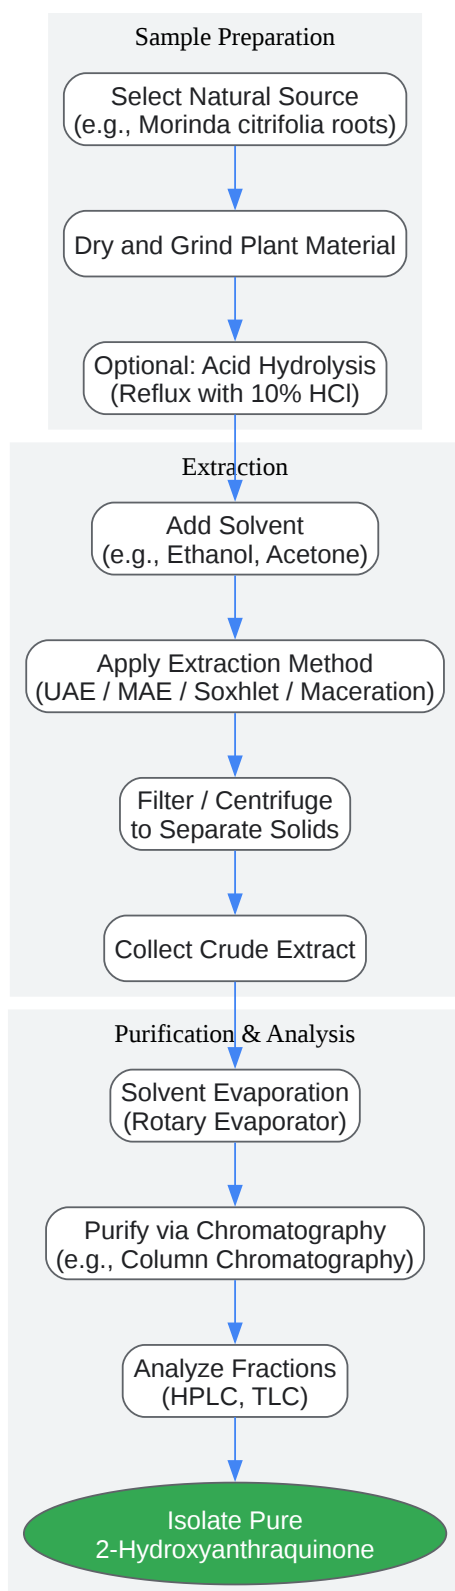 Sample Preparation
Select Natural Source
(e.g., Morinda citrifolia roots)
Dry and Grind Plant Material
Optional: Acid Hydrolysis
(Reflux with 10% HCl)
Extraction
Add Solvent
(e.g., Ethanol, Acetone)
Apply Extraction Method
(UAE / MAE / Soxhlet / Maceration)
Filter / Centrifuge
to Separate Solids
Collect Crude Extract
Purification & Analysis
Solvent Evaporation
(Rotary Evaporator)
Purify via Chromatography
(e.g., Column Chromatography)
Analyze Fractions
(HPLC, TLC)
Isolate Pure
2-Hydroxyanthraquinone